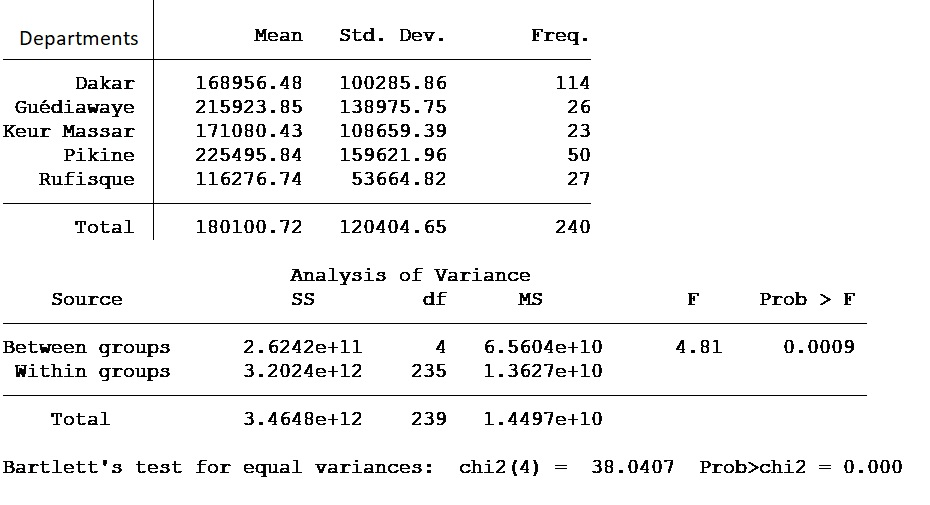 Departments Mean Std. Dev. Freq.
Dakar 168956.48 100285.86 114
Guédiawaye 215923.85 138975.75 26
Keur Massar 171080.43 108659.39 23
Pikine 225495.84 159621.96 50
Rufisque 116276.74 53664.82 27
Total 180100.72 120404.65 240
Analysis of Variance
Source SS df MS F Prob > F
Between groups 2.6242e+11 4 6.5604e+10 4.81 0.0009
Within groups 3.2024e+12 235 1.3627e+10
Total 3.4648e+12 239 1.4497e+10
Bartlett's test for equal variances: chi2(4) = 38.0407 Prob>chi2 = 0.000